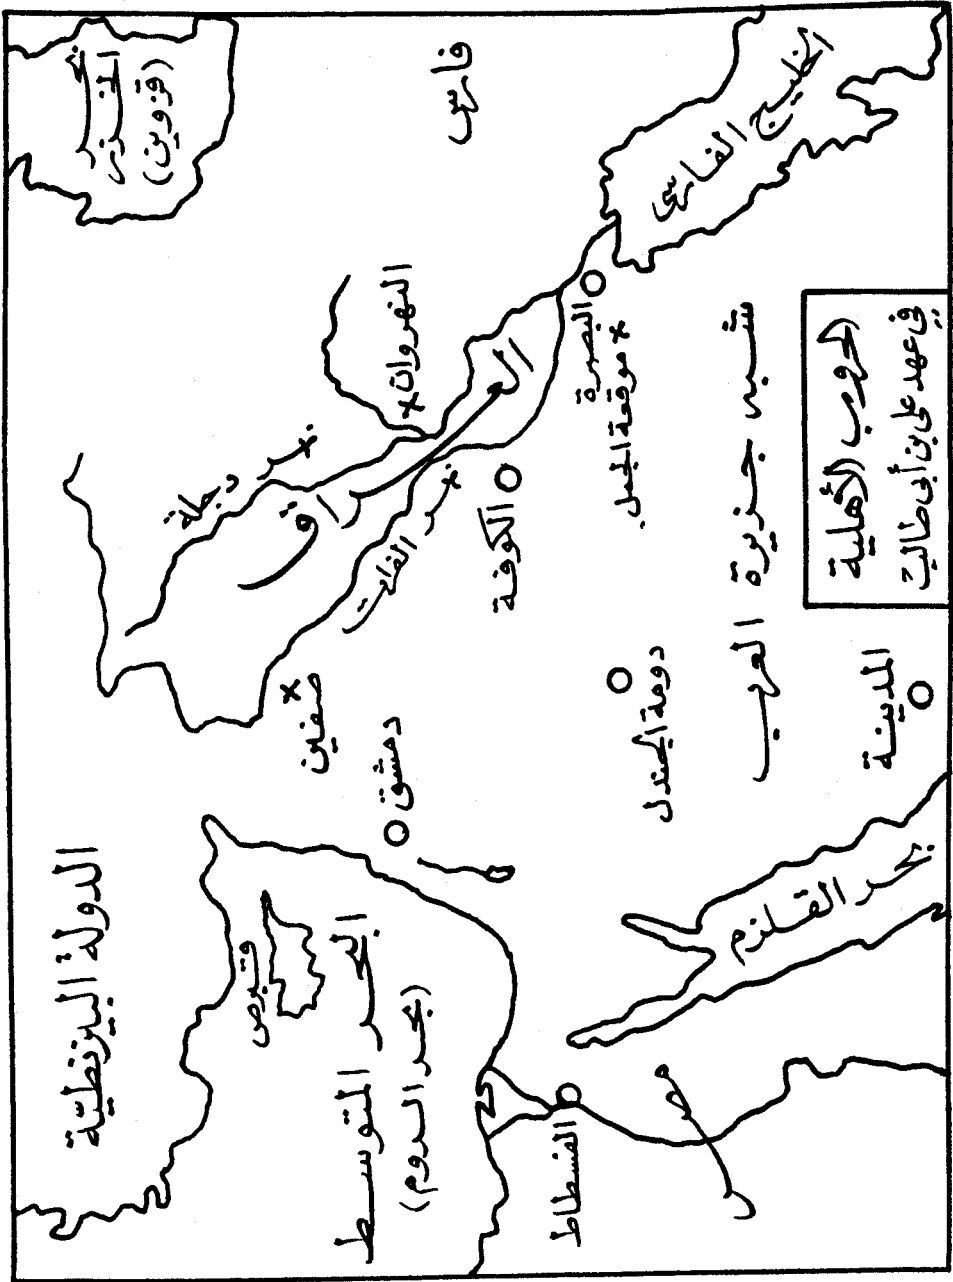 الحروب الأهلية
في عهد علي بن أبي طالب
بحر
الخزر
(قزوين)
فارس
الخليج الفارسي
النهروان
نهر دجلة
العراق
نهر الفرات
البصرة
موقعة الجمل
الكوفة
شبه جزيرة العرب
صفين
دمشق
دومة الجندل
المدينة
الدولة البيزنطيّة
قبرص
البحر المتوسط
(بحر الروم)
بحر القلزم
الفسطاط
مصر